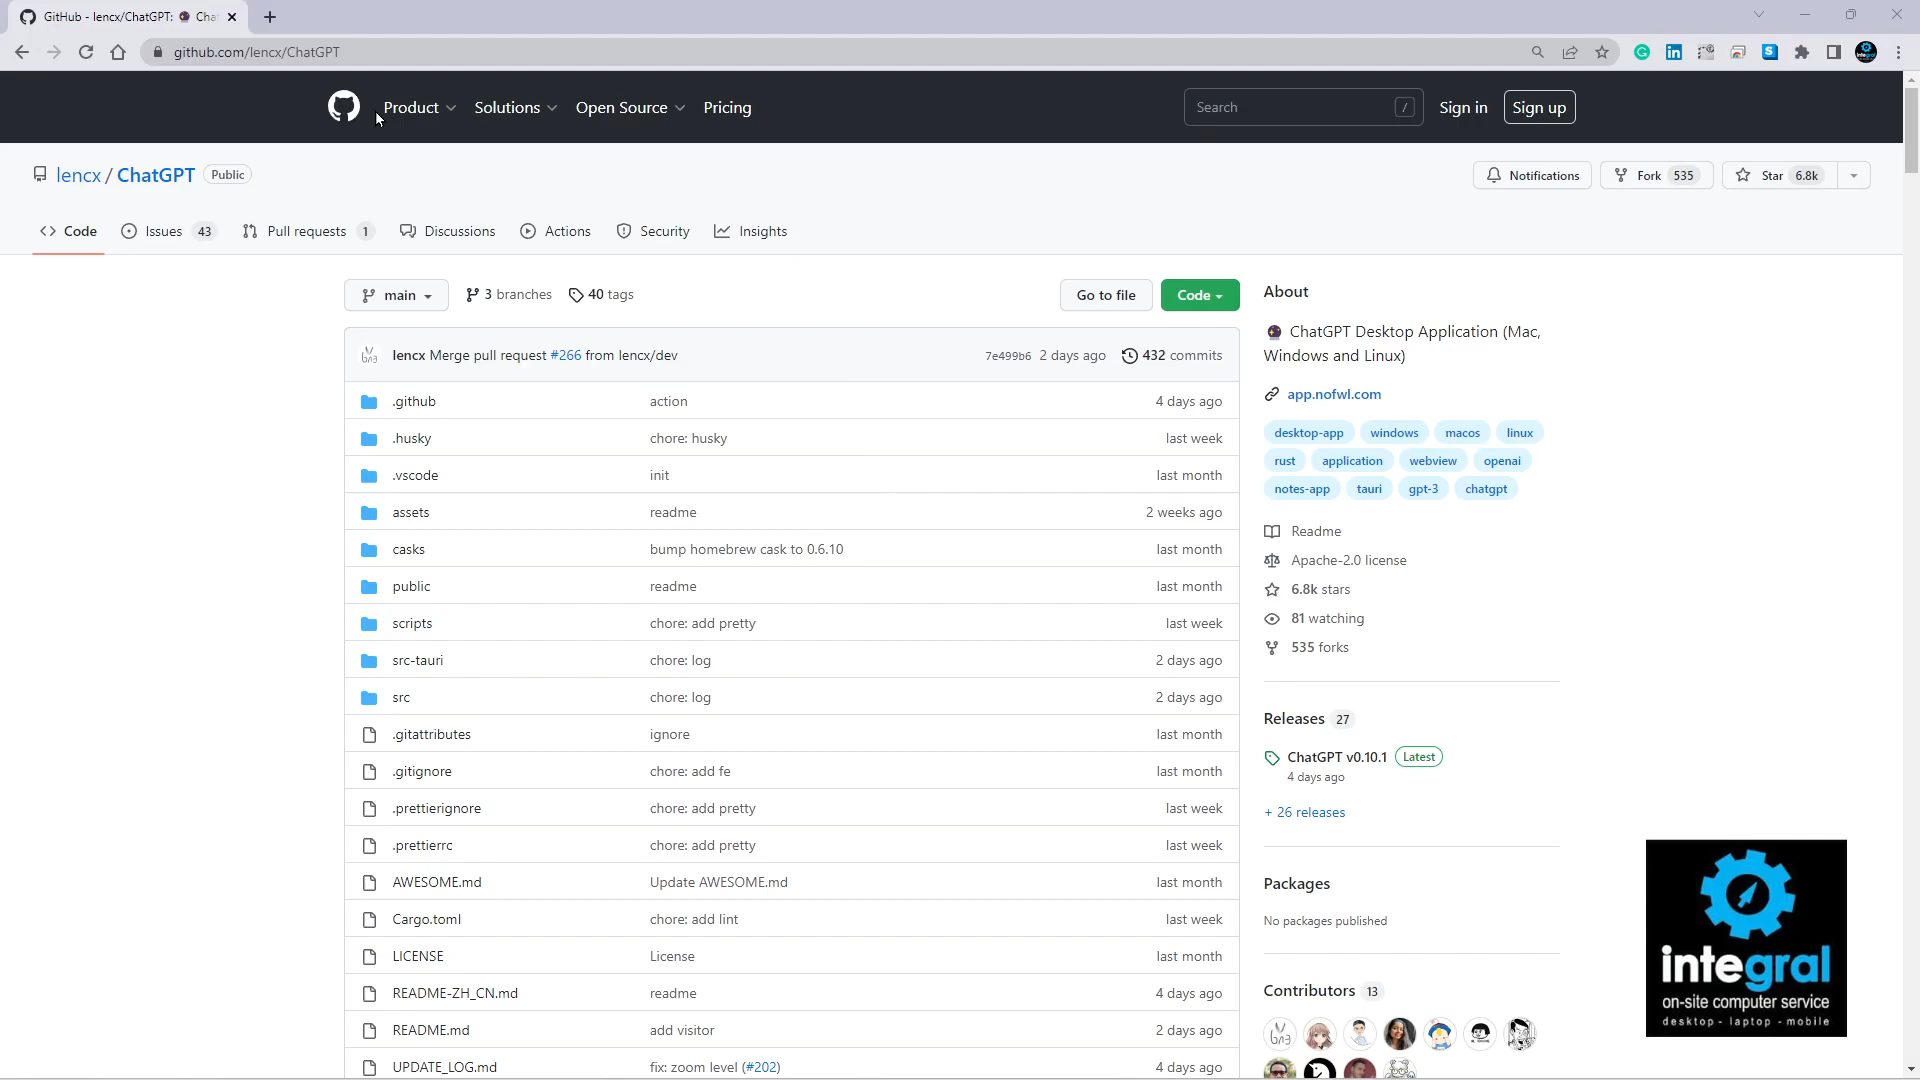 GitHub - lencx/ChatGPT: Cha
github.com/lencx/ChatGPT
Product Solutions Open Source Pricing Search / Sign in Sign up
lencx / ChatGPT Public Notifications Fork 535 Star 6.8k
Code Issues 43 Pull requests 1 Discussions Actions Security Insights
main 3 branches 40 tags Go to file Code
lencx Merge pull request #266 from lencx/dev 7e499b6 2 days ago 432 commits
.github action 4 days ago
.husky chore: husky last week
.vscode init last month
assets readme 2 weeks ago
casks bump homebrew cask to 0.6.10 last month
public readme last month
scripts chore: add pretty last week
src-tauri chore: log 2 days ago
src chore: log 2 days ago
.gitattributes ignore last month
.gitignore chore: add fe last month
.prettierignore chore: add pretty last week
.prettierrc chore: add pretty last week
AWESOME.md Update AWESOME.md last month
Cargo.toml chore: add lint last week
LICENSE License last month
README-ZH_CN.md readme 4 days ago
README.md add visitor 2 days ago
UPDATE_LOG.md fix: zoom level (#202) 4 days ago
About
ChatGPT Desktop Application (Mac,
Windows and Linux)
app.nofwl.com
desktop-app windows macos linux
rust application webview openai
notes-app tauri gpt-3 chatgpt
Readme
Apache-2.0 license
6.8k stars
81 watching
535 forks
Releases 27
ChatGPT v0.10.1 Latest
4 days ago
+ 26 releases
Packages
No packages published
Contributors 13
integral
on-site computer service
desktop - laptop - mobile